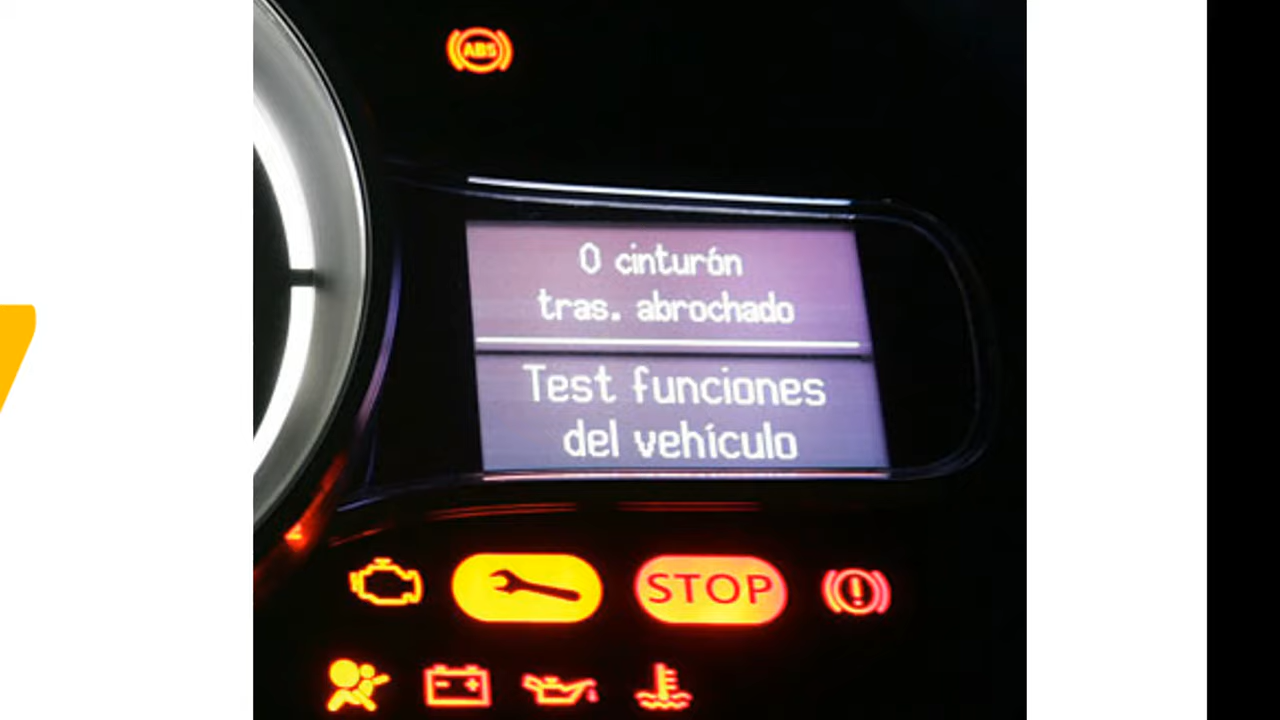 ABS
0 cinturón
tras. abrochado
Test funciones
del vehículo
STOP